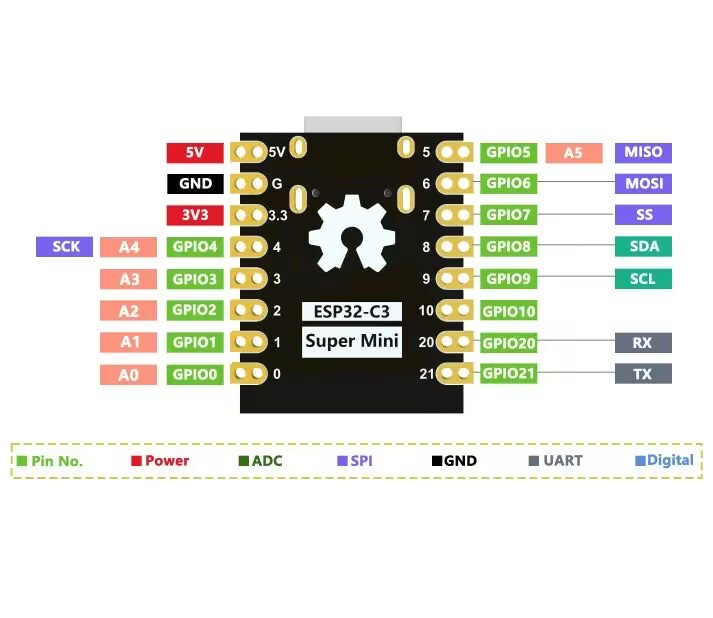 5V 5V 5 GPIO5 A5 MISO
GND G 6 GPIO6 MOSI
3V3 3.3 7 GPIO7 SS
SCK A4 GPIO4 4 8 GPIO8 SDA
A3 GPIO3 3 9 GPIO9 SCL
A2 GPIO2 2 ESP32-C3 10 GPIO10
A1 GPIO1 1 Super Mini 20 GPIO20 RX
A0 GPIO0 0 21 GPIO21 TX
Pin No. Power ADC SPI GND UART Digital